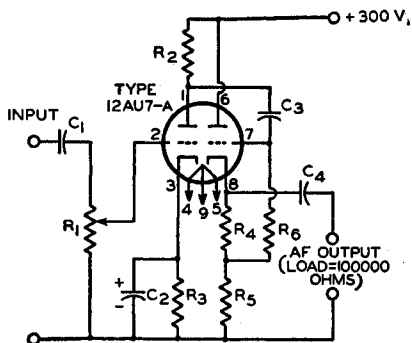 +300 V.
R2
TYPE
12AU7-A
1
6
C3
INPUT
C1
2
7
3
8
4
9
5
C4
R1
R4
R6
AF OUTPUT
(LOAD=100000
OHMS)
+
C2
-
R3
R5